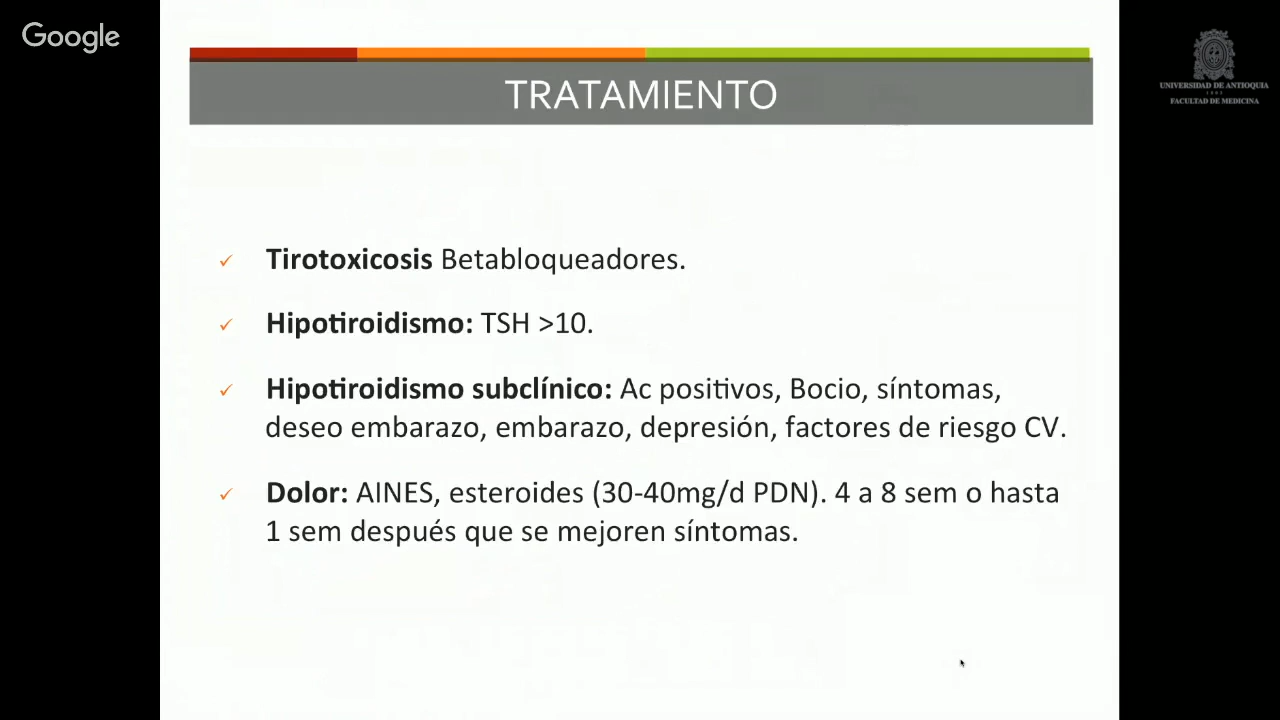 Google
UNIVERSIDAD DE ANTIOQUIA
1803
FACULTAD DE MEDICINA
TRATAMIENTO
Tirotoxicosis Betabloqueadores.
Hipotiroidismo: TSH >10.
Hipotiroidismo subclínico: Ac positivos, Bocio, síntomas,
deseo embarazo, embarazo, depresión, factores de riesgo CV.
Dolor: AINES, esteroides (30-40mg/d PDN). 4 a 8 sem o hasta
1 sem después que se mejoren síntomas.